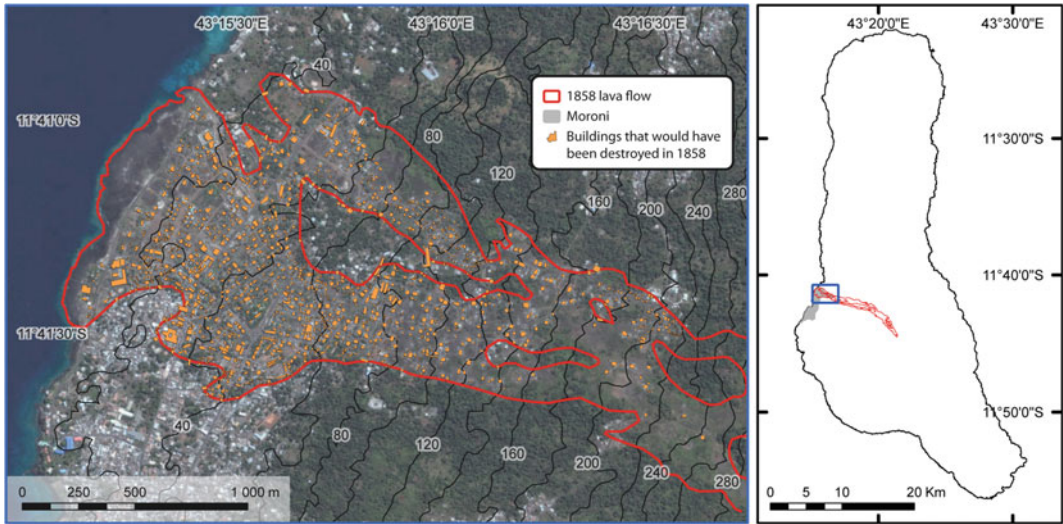 43°15'30"E 43°16'0"E 43°16'30"E
40
11°41'0"S
80
120
160
200
240
280
1858 lava flow
Moroni
Buildings that would have
been destroyed in 1858
11°41'30"S
40
80
120
160
200
240
280
0 250 500 1 000 m
43°20'0"E 43°30'0"E
11°30'0"S
11°40'0"S
11°50'0"S
0 5 10 20 Km